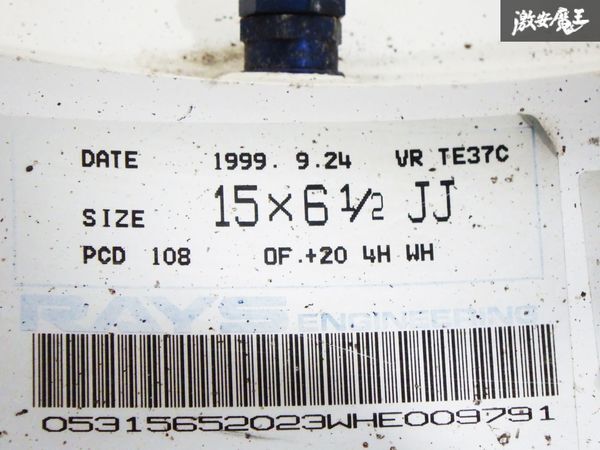 激安魔王
DATE 1999. 9.24 VR TE37C
SIZE 15×6 1/2 JJ
PCD 108 OF.+20 4H WH
RAYS ENGINEERING
05315652023WHE009791